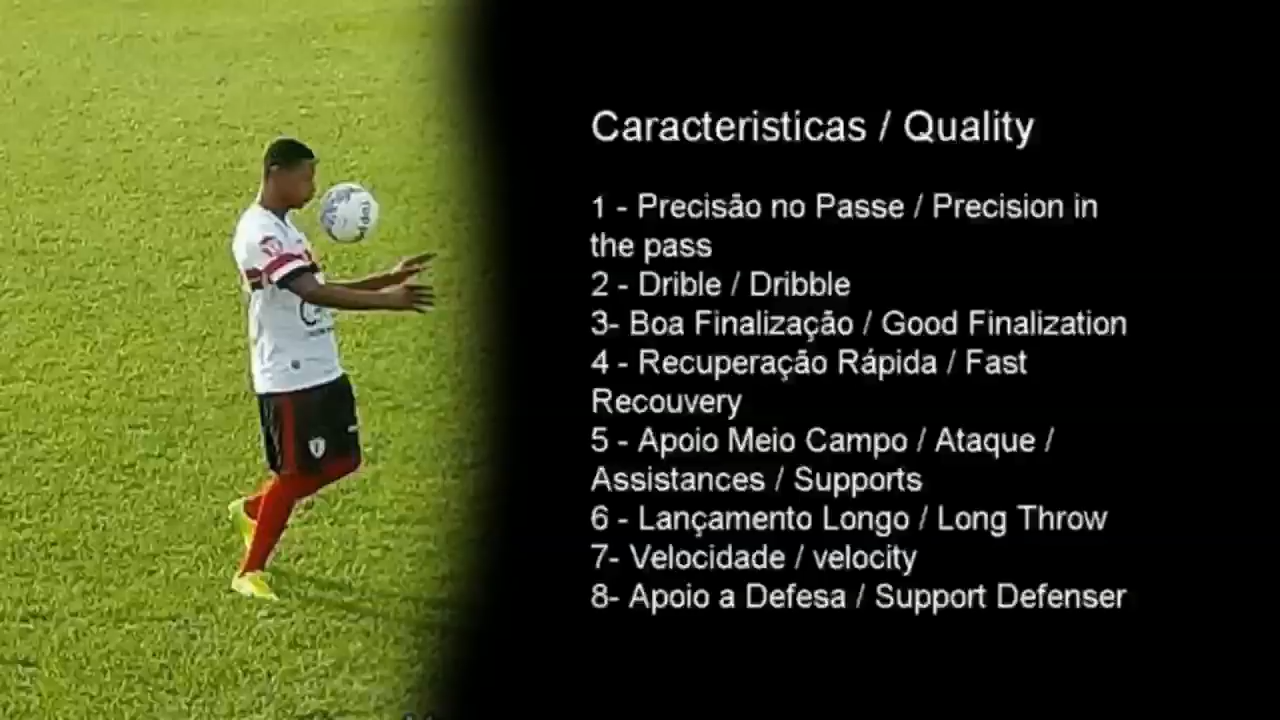 Caracteristicas / Quality
1 - Precisão no Passe / Precision in
the pass
2 - Drible / Dribble
3- Boa Finalização / Good Finalization
4 - Recuperação Rápida / Fast
Recouvery
5 - Apoio Meio Campo / Ataque /
Assistances / Supports
6 - Lançamento Longo / Long Throw
7- Velocidade / velocity
8- Apoio a Defesa / Support Defenser